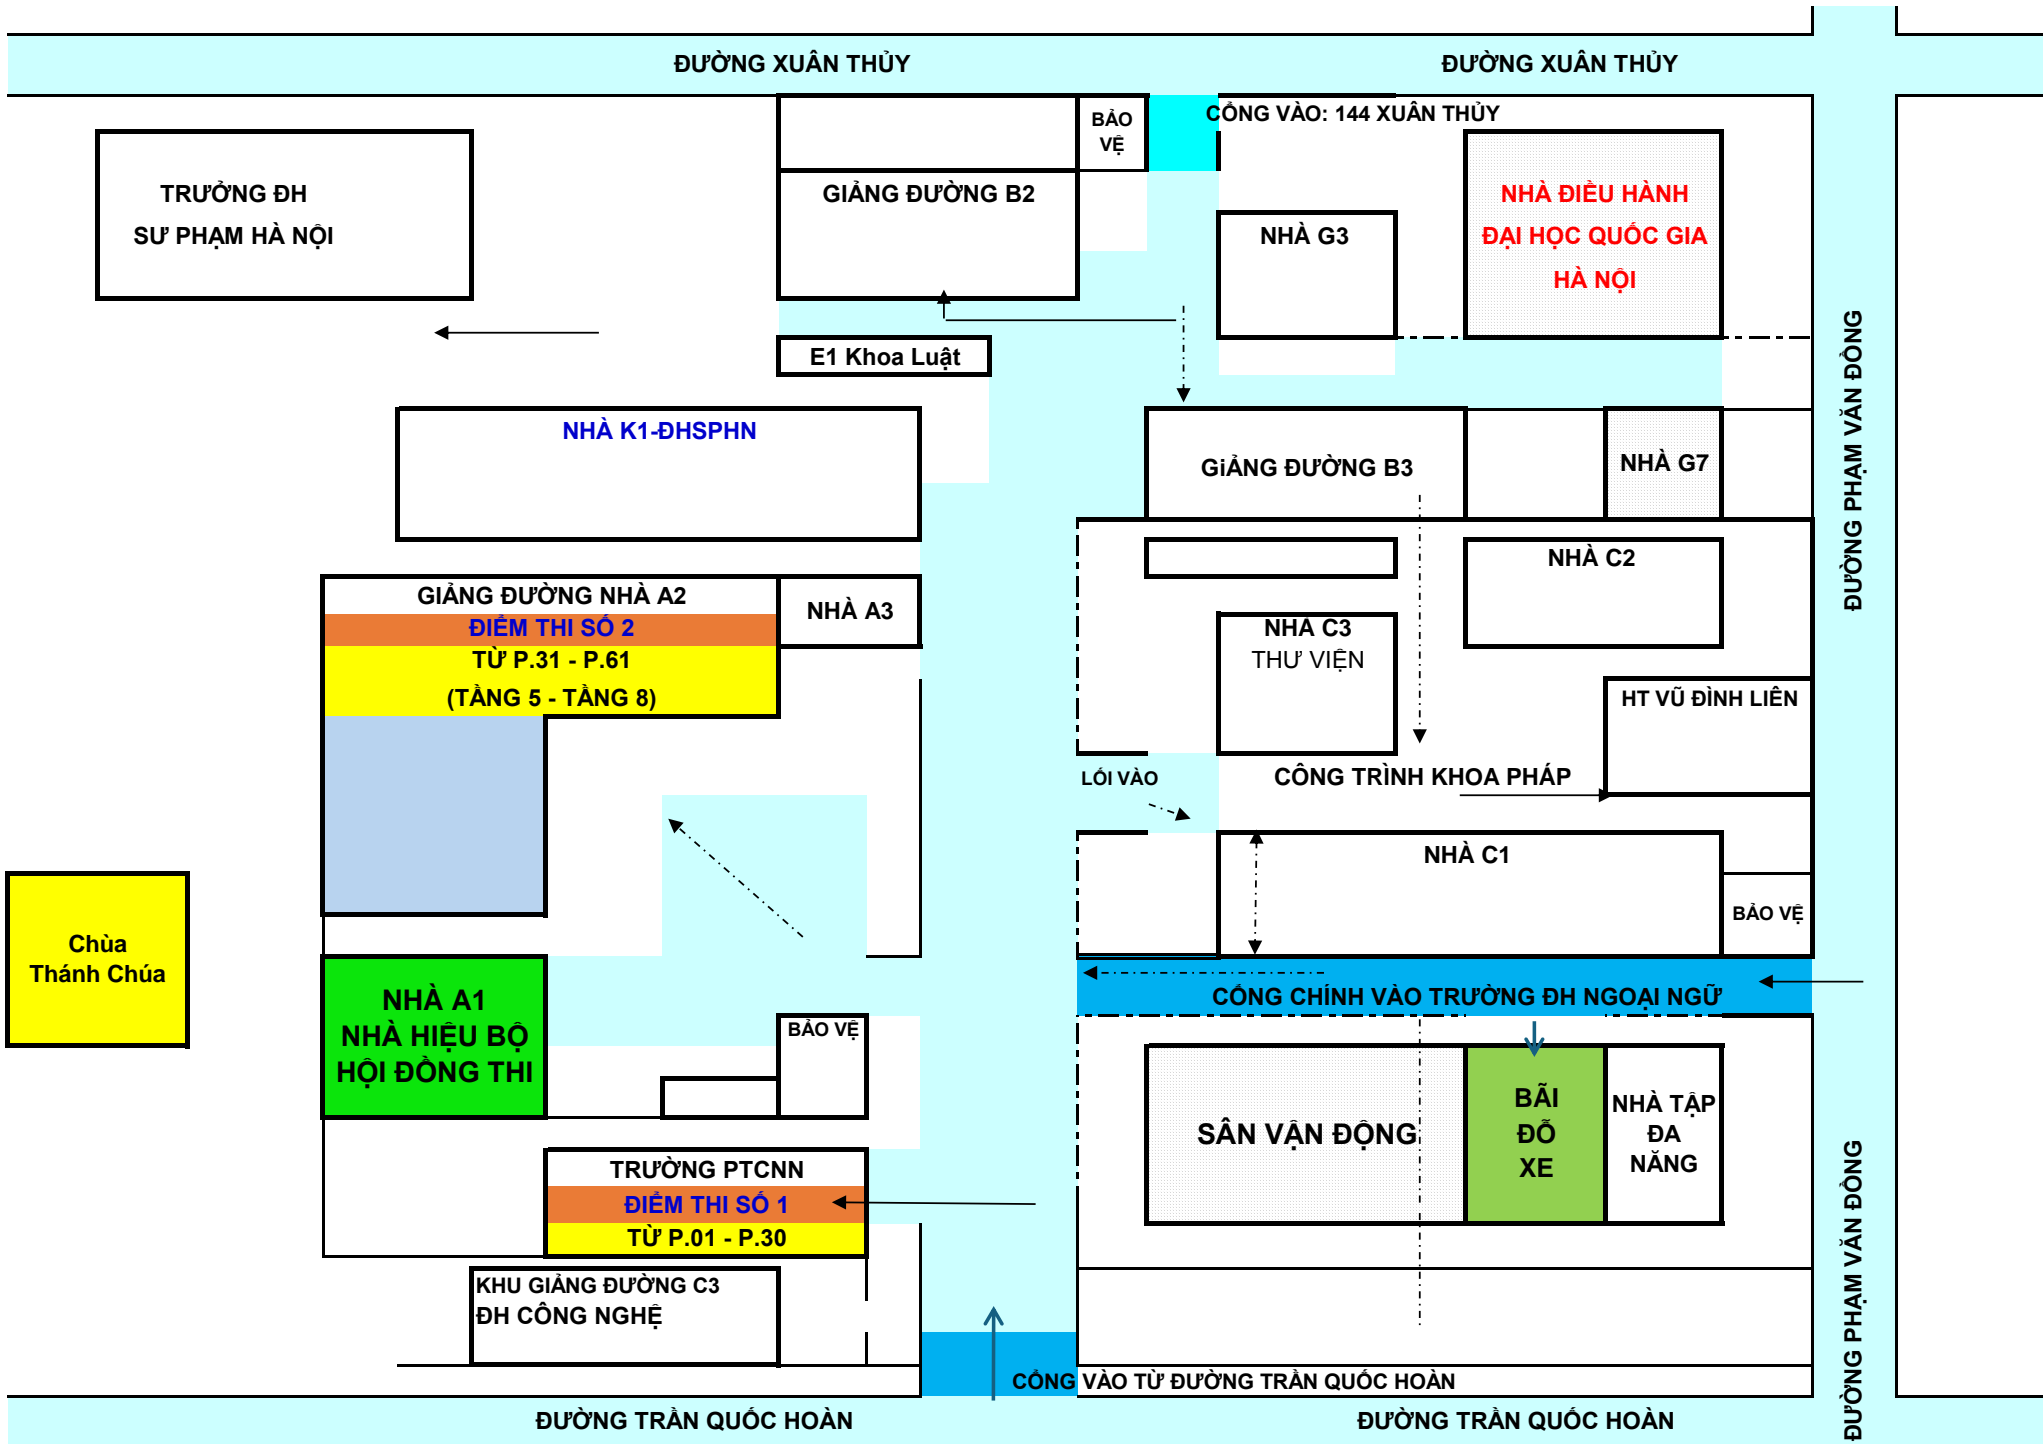 ĐƯỜNG XUÂN THỦY
ĐƯỜNG XUÂN THỦY
BẢO
VỆ
CỔNG VÀO: 144 XUÂN THỦY
TRƯỞNG ĐH
SƯ PHẠM HÀ NỘI
GIẢNG ĐƯỜNG B2
NHÀ G3
NHÀ ĐIỀU HÀNH
ĐẠI HỌC QUỐC GIA
HÀ NỘI
E1 Khoa Luật
NHÀ K1-ĐHSPHN
GiẢNG ĐƯỜNG B3
NHÀ G7
ĐƯỜNG PHẠM VĂN ĐỒNG
GIẢNG ĐƯỜNG NHÀ A2
ĐIỂM THI SỐ 2
TỪ P.31 - P.61
(TẦNG 5 - TẦNG 8)
NHÀ A3
NHÀ C2
NHÀ C3
THƯ VIỆN
HT VŨ ĐÌNH LIÊN
LỐI VÀO
CÔNG TRÌNH KHOA PHÁP
NHÀ C1
BẢO VỆ
Chùa
Thánh Chúa
NHÀ A1
NHÀ HIỆU BỘ
HỘI ĐỒNG THI
CỔNG CHÍNH VÀO TRƯỜNG ĐH NGOẠI NGỮ
BẢO VỆ
SÂN VẬN ĐỘNG
BÃI
ĐỖ
XE
NHÀ TẬP
ĐA
NĂNG
TRƯỜNG PTCNN
ĐIỂM THI SỐ 1
TỪ P.01 - P.30
KHU GIẢNG ĐƯỜNG C3
ĐH CÔNG NGHỆ
ĐƯỜNG PHẠM VĂN ĐỒNG
CỔNG VÀO TỪ ĐƯỜNG TRẦN QUỐC HOÀN
ĐƯỜNG TRẦN QUỐC HOÀN
ĐƯỜNG TRẦN QUỐC HOÀN